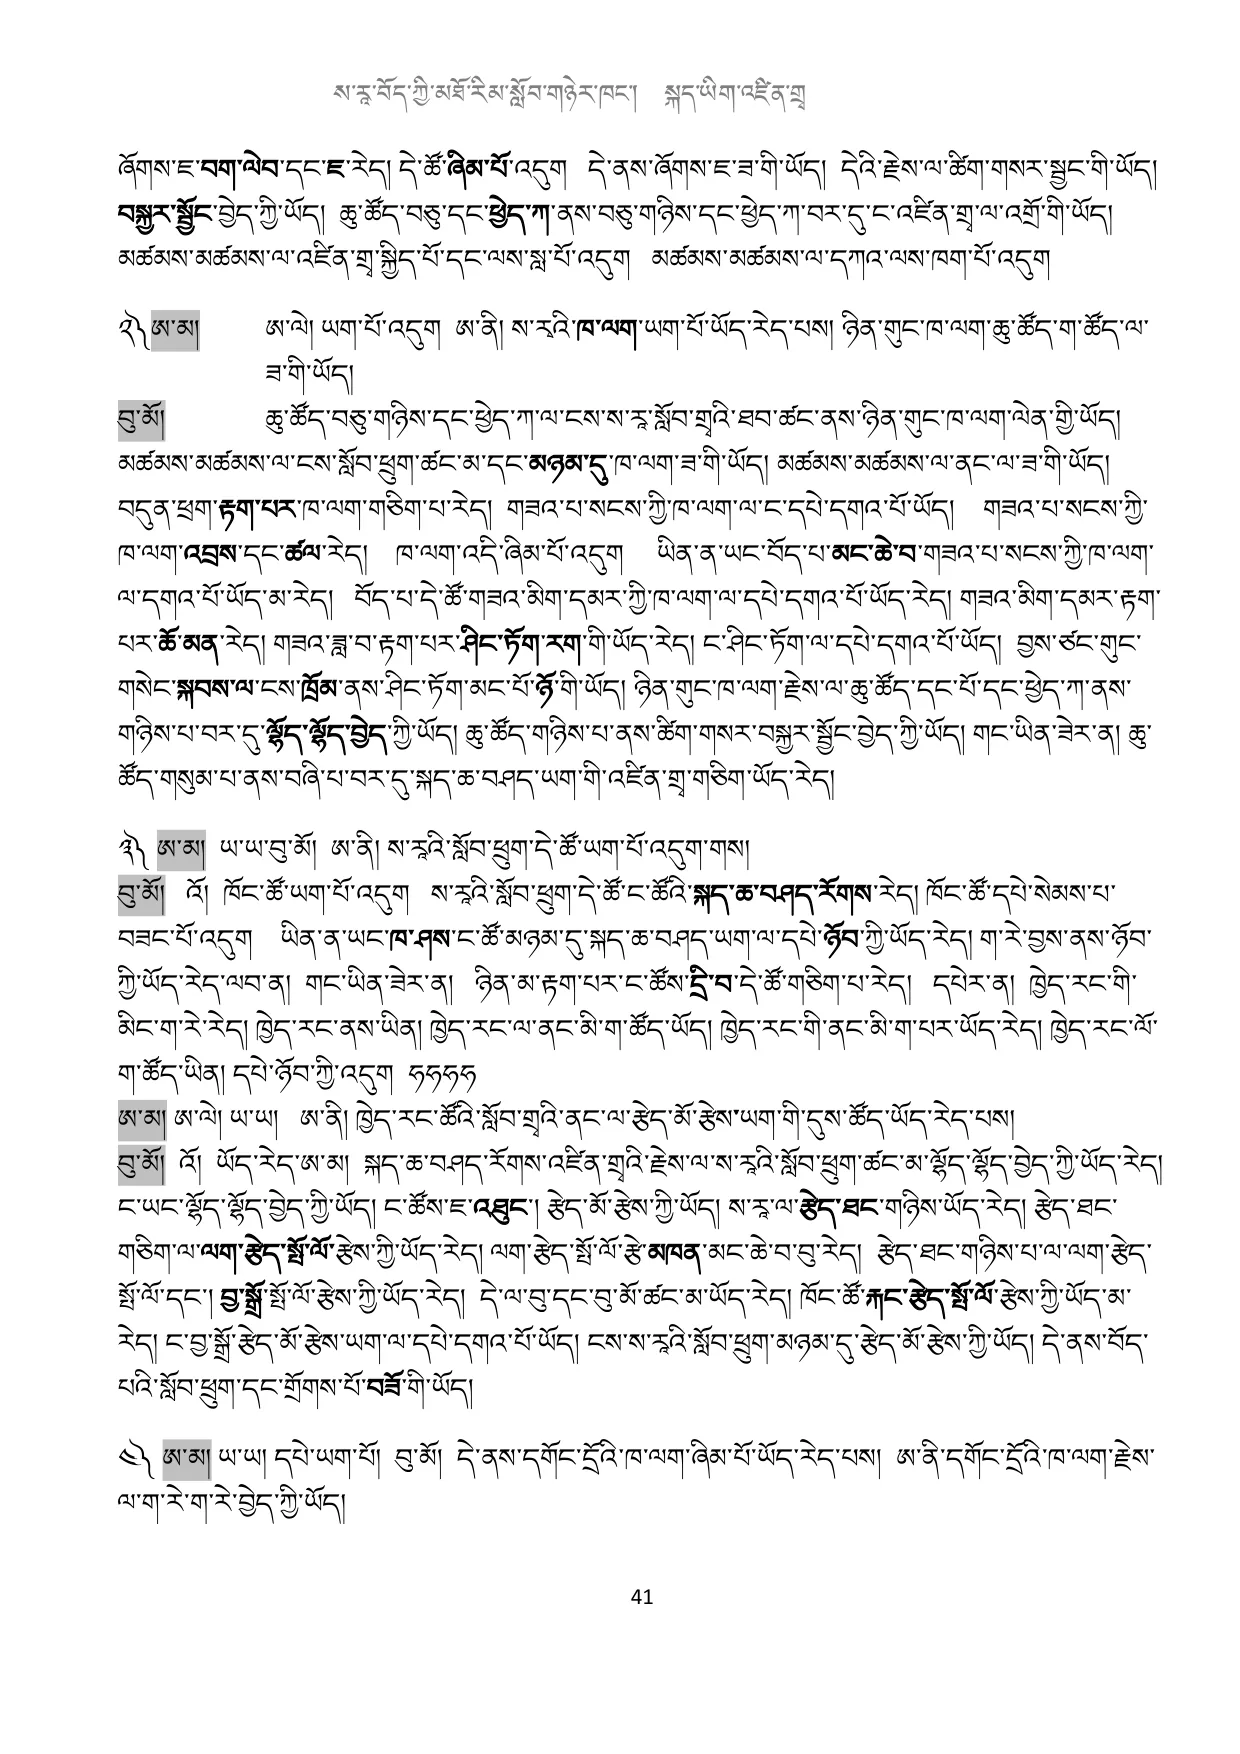 ས་རཱ་བོད་ཀྱི་མཐོ་རིམ་སློབ་གཉེར་ཁང་། སྐད་ཡིག་འཛིན་གྲྭ
ཞོགས་ཇ་བག་ལེབ་དང་ཇ་རེད། དེ་ཚོ་ཞིམ་པོ་འདུག དེ་ནས་ཞོགས་ཇ་ཟ་གི་ཡོད། དེའི་རྗེས་ལ་ཚིག་གསར་སྦྱང་གི་ཡོད།
བསྐྱར་སྦྱོང་བྱེད་ཀྱི་ཡོད། ཆུ་ཚོད་བཅུ་དང་ཕྱེད་ཀ་ནས་བཅུ་གཉིས་དང་ཕྱེད་ཀ་བར་དུ་ང་འཛིན་གྲྭ་ལ་འགྲོ་གི་ཡོད།
མཚམས་མཚམས་ལ་འཛིན་གྲྭ་སྐྱིད་པོ་དང་ལས་སླ་པོ་འདུག མཚམས་མཚམས་ལ་དཀའ་ལས་ཁག་པོ་འདུག
༢༽ ཨ་མ། ཨ་ལེ། ཡག་པོ་འདུག ཨ་ནི། ས་རཱའི་ཁ་ལག་ཡག་པོ་ཡོད་རེད་པས། ཉིན་གུང་ཁ་ལག་ཆུ་ཚོད་ག་ཚོད་ལ་
ཟ་གི་ཡོད།
བུ་མོ། ཆུ་ཚོད་བཅུ་གཉིས་དང་ཕྱེད་ཀ་ལ་ངས་ས་རཱ་སློབ་གྲྭའི་ཐབ་ཚང་ནས་ཉིན་གུང་ཁ་ལག་ལེན་གྱི་ཡོད།
མཚམས་མཚམས་ལ་ངས་སློབ་ཕྲུག་ཚང་མ་དང་མཉམ་དུ་ཁ་ལག་ཟ་གི་ཡོད། མཚམས་མཚམས་ལ་ནང་ལ་ཟ་གི་ཡོད།
བདུན་ཕྲག་རྟག་པར་ཁ་ལག་གཅིག་པ་རེད། གཟའ་པ་སངས་ཀྱི་ཁ་ལག་ལ་ང་དཔེ་དགའ་པོ་ཡོད། གཟའ་པ་སངས་ཀྱི་
ཁ་ལག་འབྲས་དང་ཚལ་རེད། ཁ་ལག་འདི་ཞིམ་པོ་འདུག ཡིན་ན་ཡང་བོད་པ་མང་ཆེ་བ་གཟའ་པ་སངས་ཀྱི་ཁ་ལག་
ལ་དགའ་པོ་ཡོད་མ་རེད། བོད་པ་དེ་ཚོ་གཟའ་མིག་དམར་ཀྱི་ཁ་ལག་ལ་དཔེ་དགའ་པོ་ཡོད་རེད། གཟའ་མིག་དམར་རྟག་
པར་ཚོ་མན་རེད། གཟའ་ཟླ་བ་རྟག་པར་ཤིང་ཏོག་རག་གི་ཡོད་རེད། ང་ཤིང་ཏོག་ལ་དཔེ་དགའ་པོ་ཡོད། བྱས་ཙང་གུང་
གསེང་སྐབས་ལ་ངས་ཁྲོམ་ནས་ཤིང་ཏོག་མང་པོ་ཉོ་གི་ཡོད། ཉིན་གུང་ཁ་ལག་རྗེས་ལ་ཆུ་ཚོད་དང་པོ་དང་ཕྱེད་ཀ་ནས་
གཉིས་པ་བར་དུ་ལྷོད་ལྷོད་བྱེད་ཀྱི་ཡོད། ཆུ་ཚོད་གཉིས་པ་ནས་ཚིག་གསར་བསྐྱར་སྦྱོང་བྱེད་ཀྱི་ཡོད། གང་ཡིན་ཟེར་ན། ཆུ་
ཚོད་གསུམ་པ་ནས་བཞི་པ་བར་དུ་སྐད་ཆ་བཤད་ཡག་གི་འཛིན་གྲྭ་གཅིག་ཡོད་རེད།
༣༽ ཨ་མ། ཡ་ཡ་བུ་མོ། ཨ་ནི། ས་རཱའི་སློབ་ཕྲུག་དེ་ཚོ་ཡག་པོ་འདུག་གས།
བུ་མོ། འོ། ཁོང་ཚོ་ཡག་པོ་འདུག ས་རཱའི་སློབ་ཕྲུག་དེ་ཚོ་ང་ཚོའི་སྐད་ཆ་བཤད་རོགས་རེད། ཁོང་ཚོ་དཔེ་སེམས་པ་
བཟང་པོ་འདུག ཡིན་ན་ཡང་ཁ་ཤས་ང་ཚོ་མཉམ་དུ་སྐད་ཆ་བཤད་ཡག་ལ་དཔེ་ཉོབ་ཀྱི་ཡོད་རེད། ག་རེ་བྱས་ནས་ཉོབ་
ཀྱི་ཡོད་རེད་ལབ་ན། གང་ཡིན་ཟེར་ན། ཉིན་མ་རྟག་པར་ང་ཚོས་དྲི་བ་དེ་ཚོ་གཅིག་པ་རེད། དཔེར་ན། ཁྱེད་རང་གི་
མིང་ག་རེ་རེད། ཁྱེད་རང་ནས་ཡིན། ཁྱེད་རང་ལ་ནང་མི་ག་ཚོད་ཡོད། ཁྱེད་རང་གི་ནང་མི་ག་པར་ཡོད་རེད། ཁྱེད་རང་ལོ་
ག་ཚོད་ཡིན། དཔེ་ཉོབ་ཀྱི་འདུག ཧཧཧཧ
ཨ་མ། ཨ་ལེ། ཡ་ཡ། ཨ་ནི། ཁྱེད་རང་ཚོའི་སློབ་གྲྭའི་ནང་ལ་རྩེད་མོ་རྩེས་ཡག་གི་དུས་ཚོད་ཡོད་རེད་པས།
བུ་མོ། འོ། ཡོད་རེད་ཨ་མ། སྐད་ཆ་བཤད་རོགས་འཛིན་གྲྭའི་རྗེས་ལ་ས་རཱའི་སློབ་ཕྲུག་ཚང་མ་ལྷོད་ལྷོད་བྱེད་ཀྱི་ཡོད་རེད།
ང་ཡང་ལྷོད་ལྷོད་བྱེད་ཀྱི་ཡོད། ང་ཚོས་ཇ་འཐུང་། རྩེད་མོ་རྩེས་ཀྱི་ཡོད། ས་རཱ་ལ་རྩེད་ཐང་གཉིས་ཡོད་རེད། རྩེད་ཐང་
གཅིག་ལ་ལག་རྩེད་སྤོ་ལོ་རྩེས་ཀྱི་ཡོད་རེད། ལག་རྩེད་སྤོ་ལོ་རྩེ་མཁན་མང་ཆེ་བ་བུ་རེད། རྩེད་ཐང་གཉིས་པ་ལ་ལག་རྩེད་
སྤོ་ལོ་དང་། བྱ་སྒྲོ་སྤོ་ལོ་རྩེས་ཀྱི་ཡོད་རེད། དེ་ལ་བུ་དང་བུ་མོ་ཚང་མ་ཡོད་རེད། ཁོང་ཚོ་རྐང་རྩེད་སྤོ་ལོ་རྩེས་ཀྱི་ཡོད་མ་
རེད། ང་བྱ་སྒྲོ་རྩེད་མོ་རྩེས་ཡག་ལ་དཔེ་དགའ་པོ་ཡོད། ངས་ས་རཱའི་སློབ་ཕྲུག་མཉམ་དུ་རྩེད་མོ་རྩེས་ཀྱི་ཡོད། དེ་ནས་བོད་
པའི་སློབ་ཕྲུག་དང་གྲོགས་པོ་བཟོ་གི་ཡོད།
༤༽ ཨ་མ། ཡ་ཡ། དཔེ་ཡག་པོ། བུ་མོ། དེ་ནས་དགོང་དྲོའི་ཁ་ལག་ཞིམ་པོ་ཡོད་རེད་པས། ཨ་ནི་དགོང་དྲོའི་ཁ་ལག་རྗེས་
ལ་ག་རེ་ག་རེ་བྱེད་ཀྱི་ཡོད།
41